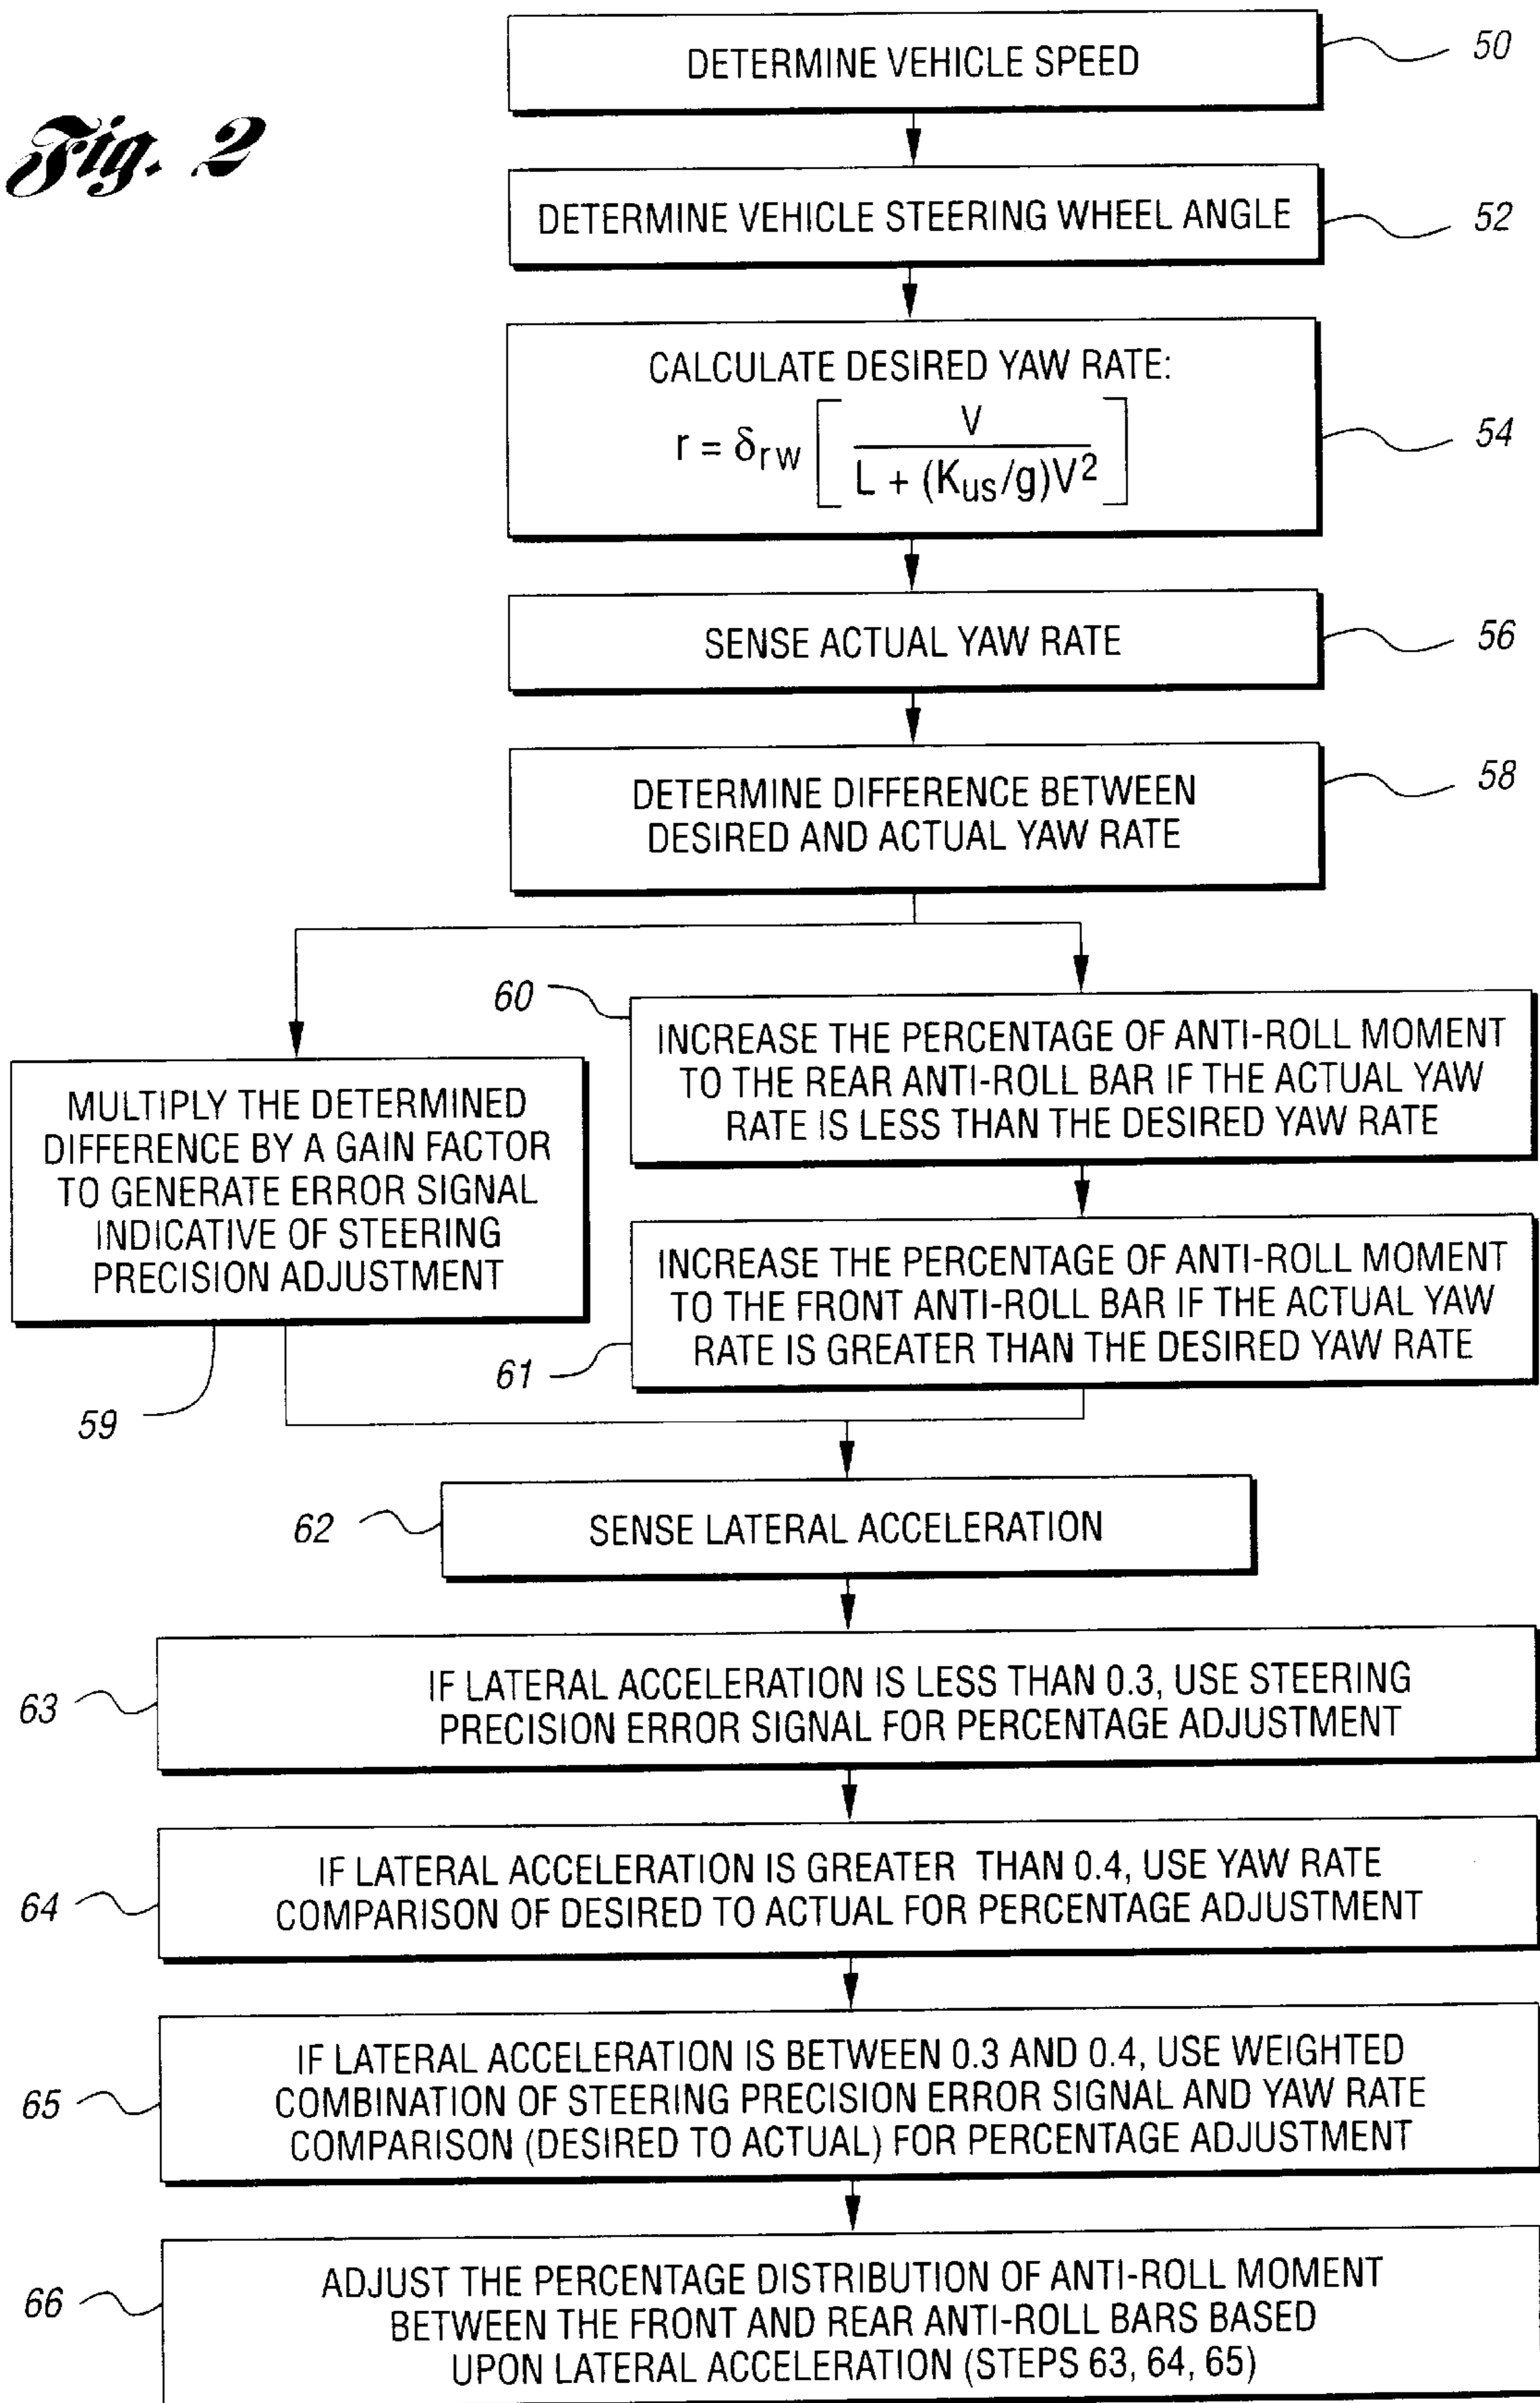 Fig. 2
DETERMINE VEHICLE SPEED
50
DETERMINE VEHICLE STEERING WHEEL ANGLE
52
CALCULATE DESIRED YAW RATE:
r = δrw [ V / L + (Kus/g)V² ]
54
SENSE ACTUAL YAW RATE
56
DETERMINE DIFFERENCE BETWEEN
DESIRED AND ACTUAL YAW RATE
58
MULTIPLY THE DETERMINED
DIFFERENCE BY A GAIN FACTOR
TO GENERATE ERROR SIGNAL
INDICATIVE OF STEERING
PRECISION ADJUSTMENT
59
60
INCREASE THE PERCENTAGE OF ANTI-ROLL MOMENT
TO THE REAR ANTI-ROLL BAR IF THE ACTUAL YAW
RATE IS LESS THAN THE DESIRED YAW RATE
INCREASE THE PERCENTAGE OF ANTI-ROLL MOMENT
TO THE FRONT ANTI-ROLL BAR IF THE ACTUAL YAW
RATE IS GREATER THAN THE DESIRED YAW RATE
61
62
SENSE LATERAL ACCELERATION
63
IF LATERAL ACCELERATION IS LESS THAN 0.3, USE STEERING
PRECISION ERROR SIGNAL FOR PERCENTAGE ADJUSTMENT
64
IF LATERAL ACCELERATION IS GREATER THAN 0.4, USE YAW RATE
COMPARISON OF DESIRED TO ACTUAL FOR PERCENTAGE ADJUSTMENT
65
IF LATERAL ACCELERATION IS BETWEEN 0.3 AND 0.4, USE WEIGHTED
COMBINATION OF STEERING PRECISION ERROR SIGNAL AND YAW RATE
COMPARISON (DESIRED TO ACTUAL) FOR PERCENTAGE ADJUSTMENT
66
ADJUST THE PERCENTAGE DISTRIBUTION OF ANTI-ROLL MOMENT
BETWEEN THE FRONT AND REAR ANTI-ROLL BARS BASED
UPON LATERAL ACCELERATION (STEPS 63, 64, 65)